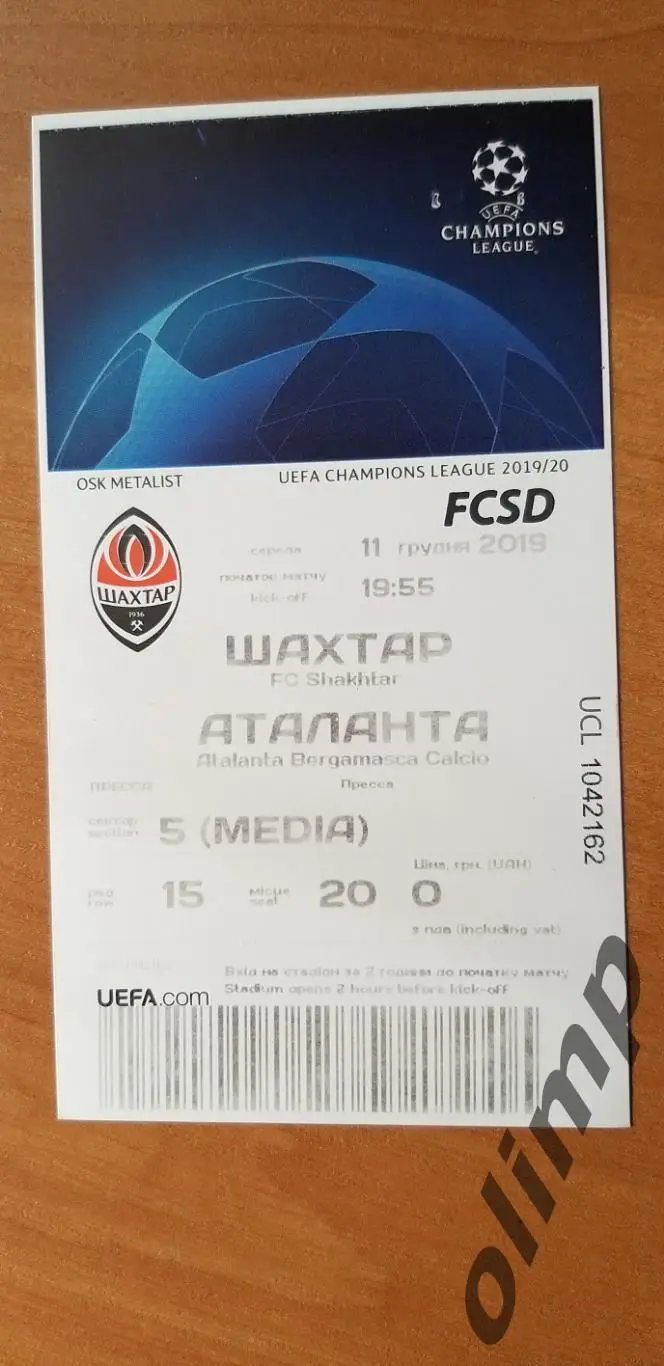 UEFA
CHAMPIONS
LEAGUE
OSK METALIST
UEFA CHAMPIONS LEAGUE 2019/20
FCSD
середа
11 грудня 2019
початок матчу
kick-off
19:55
ШАХТАР
1936
ШАХТАР
FC Shakhtar
АТАЛАНТА
Atalanta Bergamasca Calcio
ПРЕССА
Пресса
сектор
section
5 (MEDIA)
ряд
row
15
місце
seat
20
Ціна, грн. (UAH)
0
з пдв (including vat)
UCL 1042162
Вхід на стадіон за 2 години до початку матчу
Stadium opens 2 hours before kick-off
UEFA.com
olimp